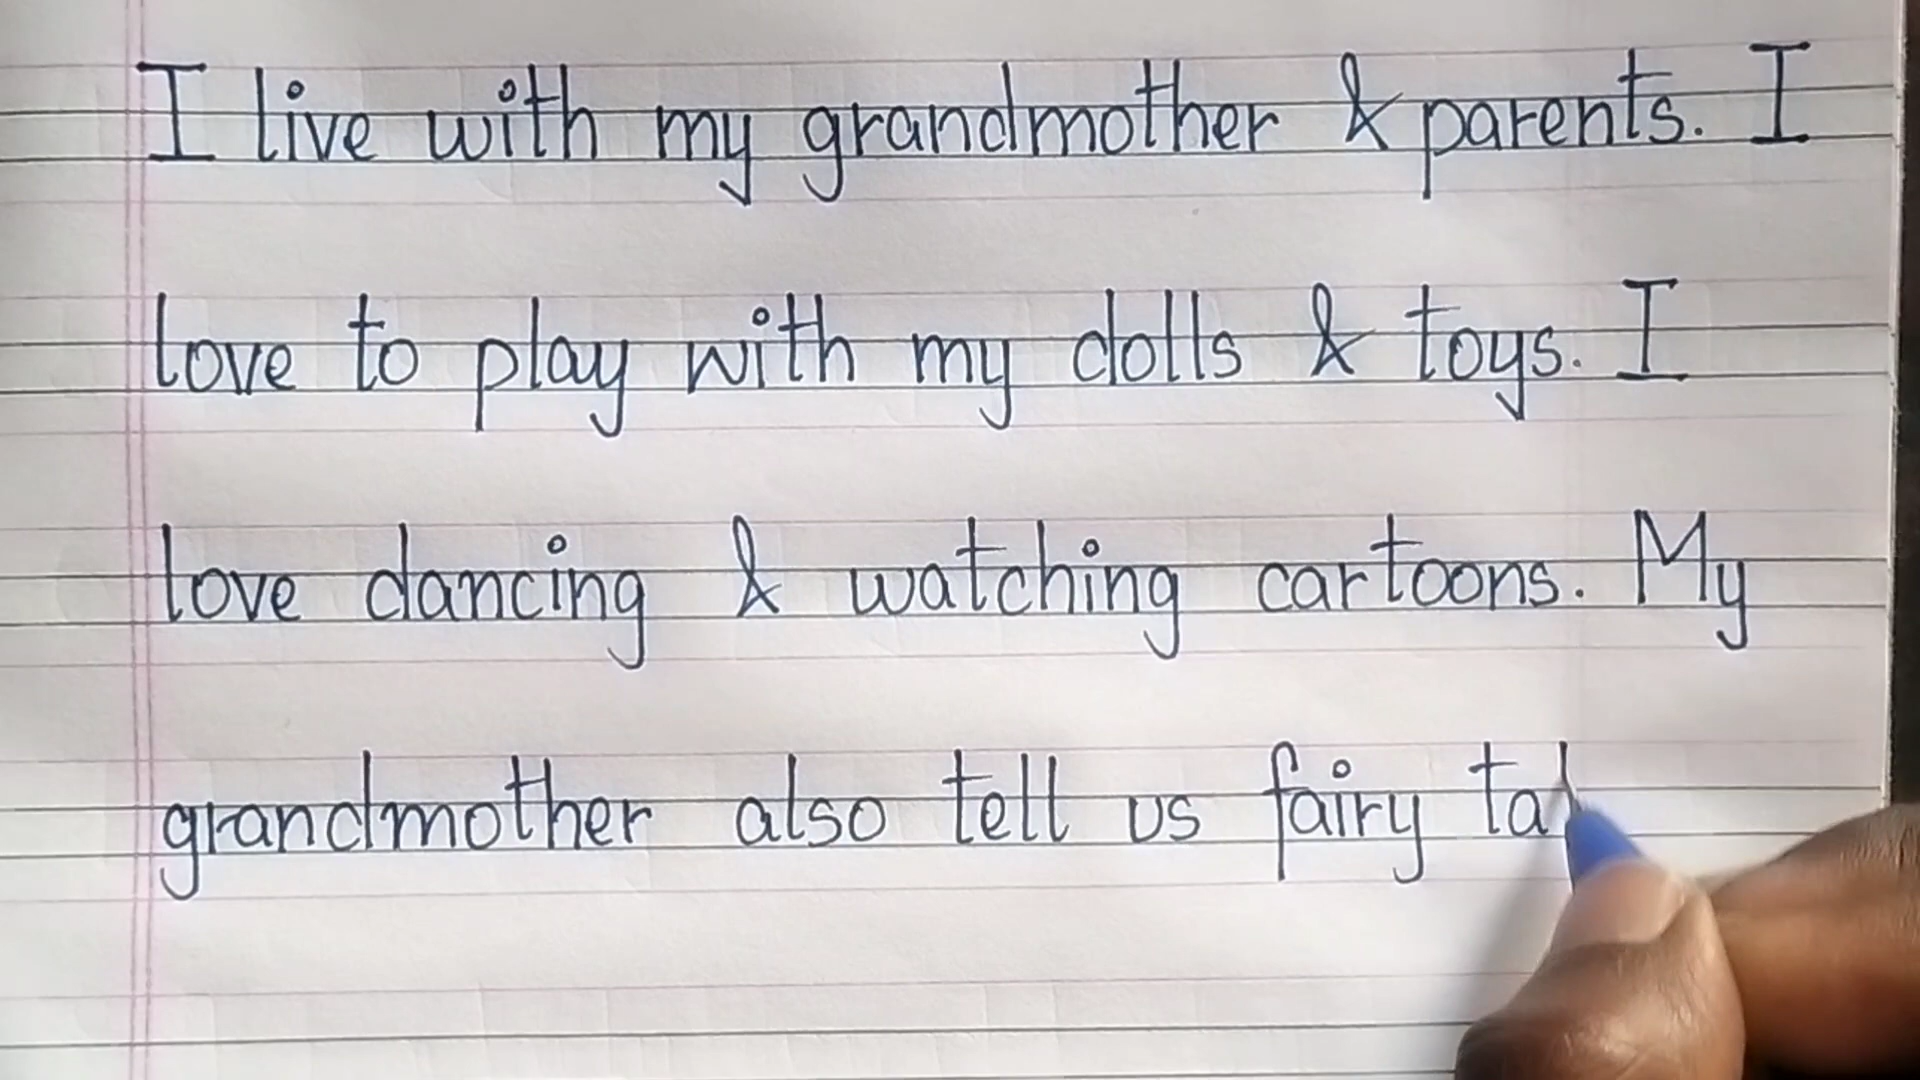 I live with my grandmother & parents. I
love to play with my dolls & toys. I
love dancing & watching cartoons. My
grandmother also tell us fairy tal